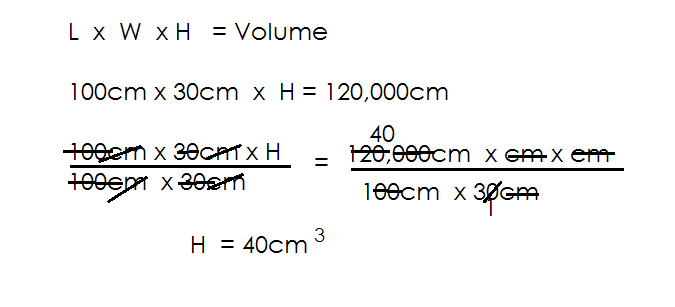 L x W x H = Volume
100cm x 30cm x H = 120,000cm
40
100cm x 30cm x H = 120,000cm x cm x cm
100cm x 30cm 100cm x 30cm
1
H = 40cm 3